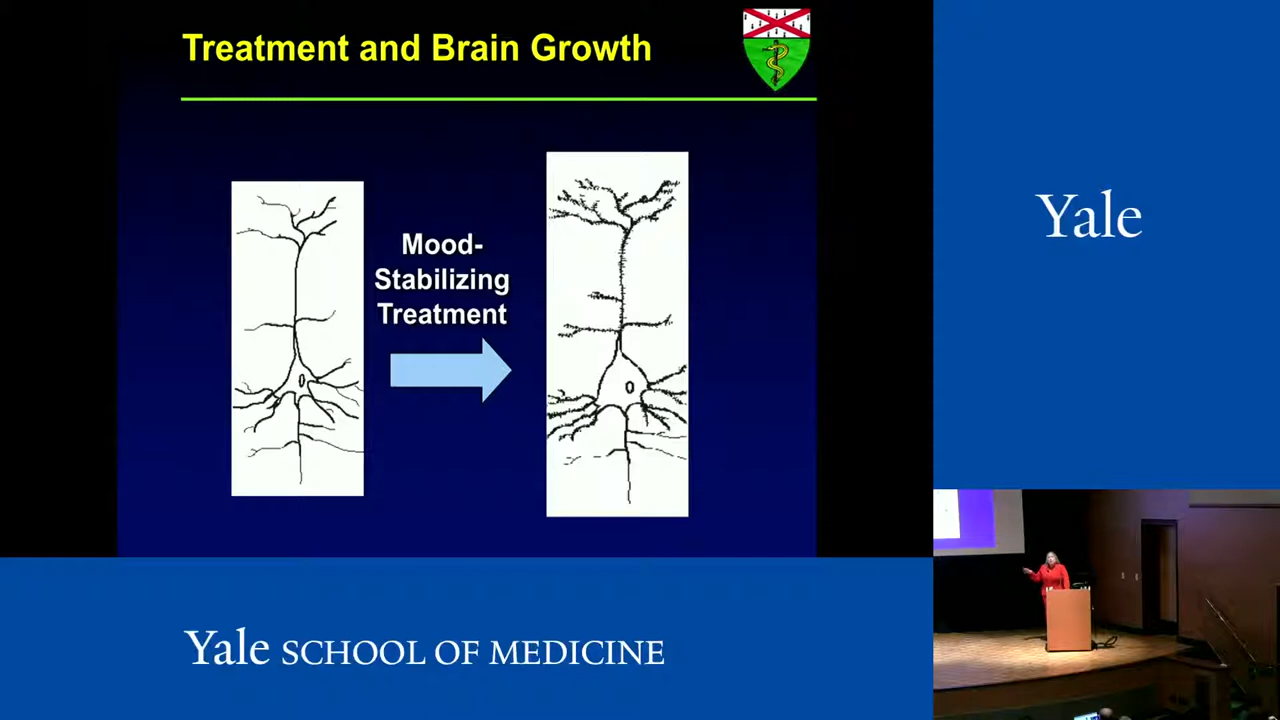 Treatment and Brain Growth
Mood-
Stabilizing
Treatment
Yale
Yale SCHOOL OF MEDICINE